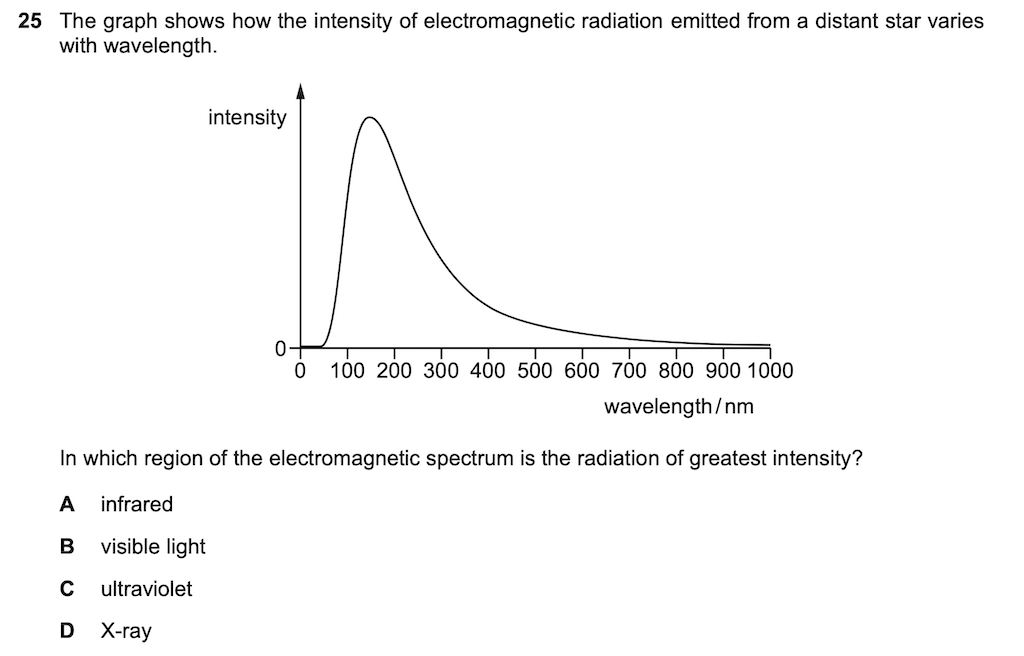 25 The graph shows how the intensity of electromagnetic radiation emitted from a distant star varies
with wavelength.
intensity
0
0 100 200 300 400 500 600 700 800 900 1000
wavelength / nm
In which region of the electromagnetic spectrum is the radiation of greatest intensity?
A infrared
B visible light
C ultraviolet
D X-ray